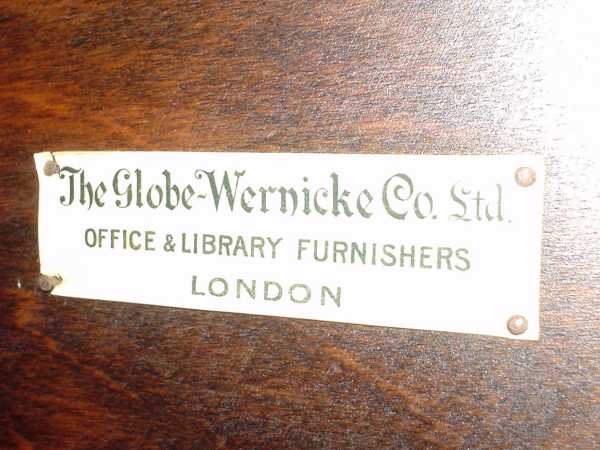 The Globe-Wernicke Co. Ltd.
OFFICE & LIBRARY FURNISHERS
LONDON